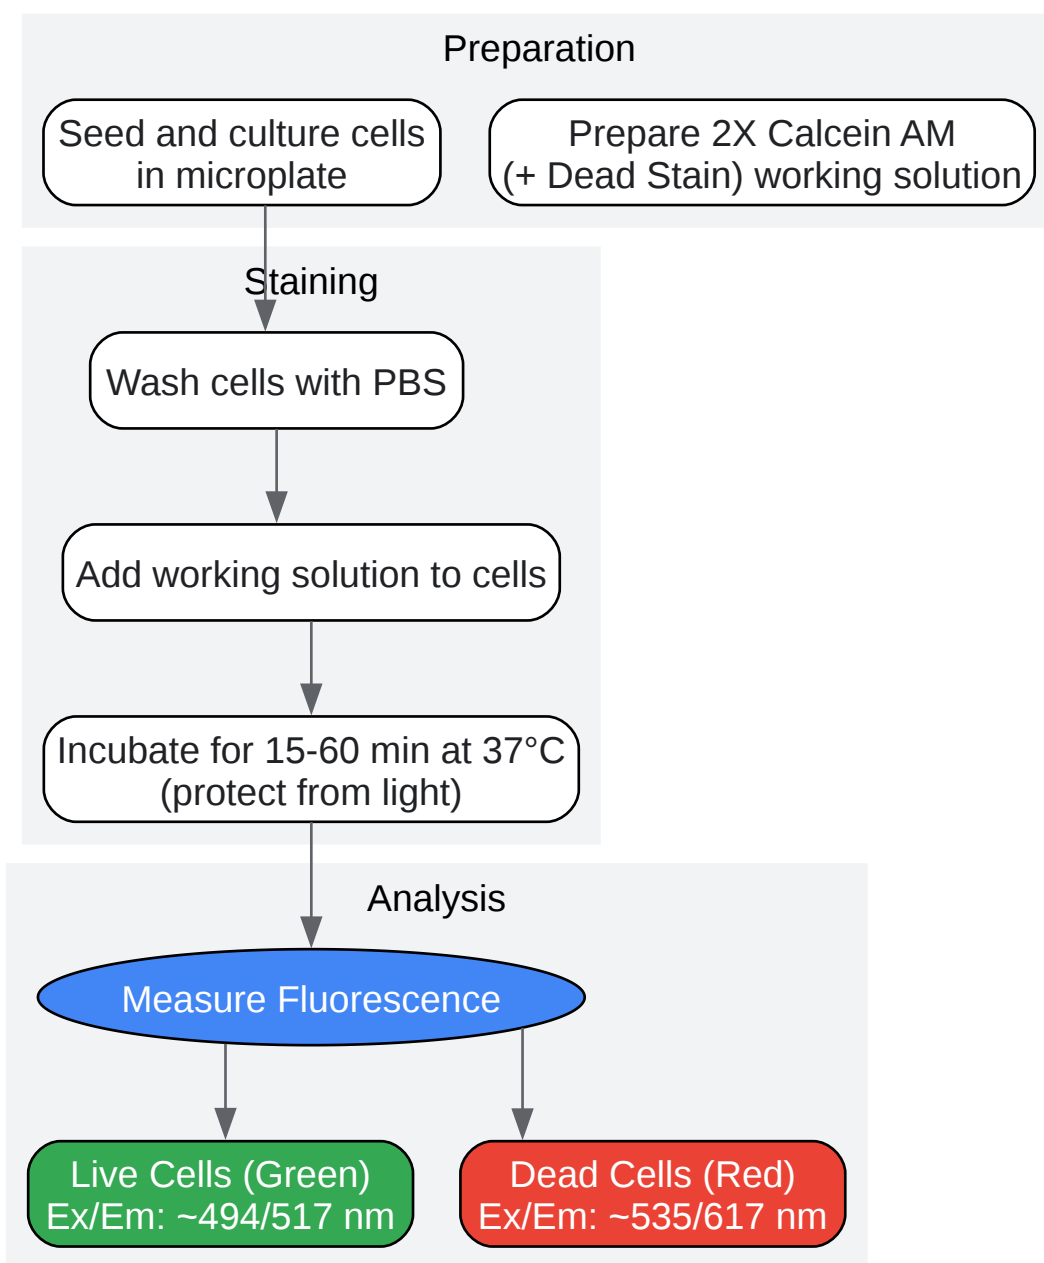 Preparation
Seed and culture cells
in microplate
Prepare 2X Calcein AM
(+ Dead Stain) working solution
Staining
Wash cells with PBS
Add working solution to cells
Incubate for 15-60 min at 37°C
(protect from light)
Analysis
Measure Fluorescence
Live Cells (Green)
Ex/Em: ~494/517 nm
Dead Cells (Red)
Ex/Em: ~535/617 nm